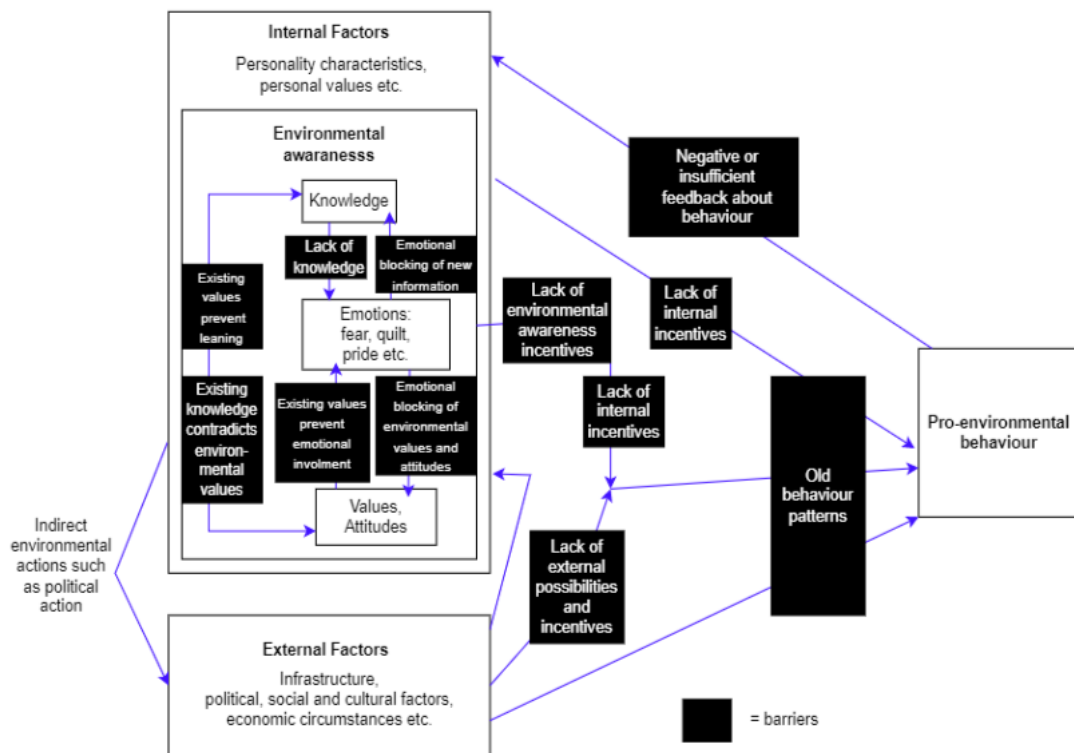 Internal Factors
Personality characteristics,
personal values etc.
Environmental
awaranesss
Knowledge
Lack of
knowledge
Emotional
blocking of new
information
Existing
values
prevent
leaning
Emotions:
fear, quilt,
pride etc.
Existing
knowledge
contradicts
environ-
mental
values
Existing values
prevent
emotional
involment
Emotional
blocking of
environmental
values and
attitudes
Values,
Attitudes
Negative or
insufficient
feedback about
behaviour
Lack of
environmental
awareness
incentives
Lack of
internal
incentives
Lack of
internal
incentives
Old
behaviour
patterns
Pro-environmental
behaviour
Indirect
environmental
actions such
as political
action
Lack of
external
possibilities
and
incentives
External Factors
Infrastructure,
political, social and cultural factors,
economic circumstances etc.
= barriers